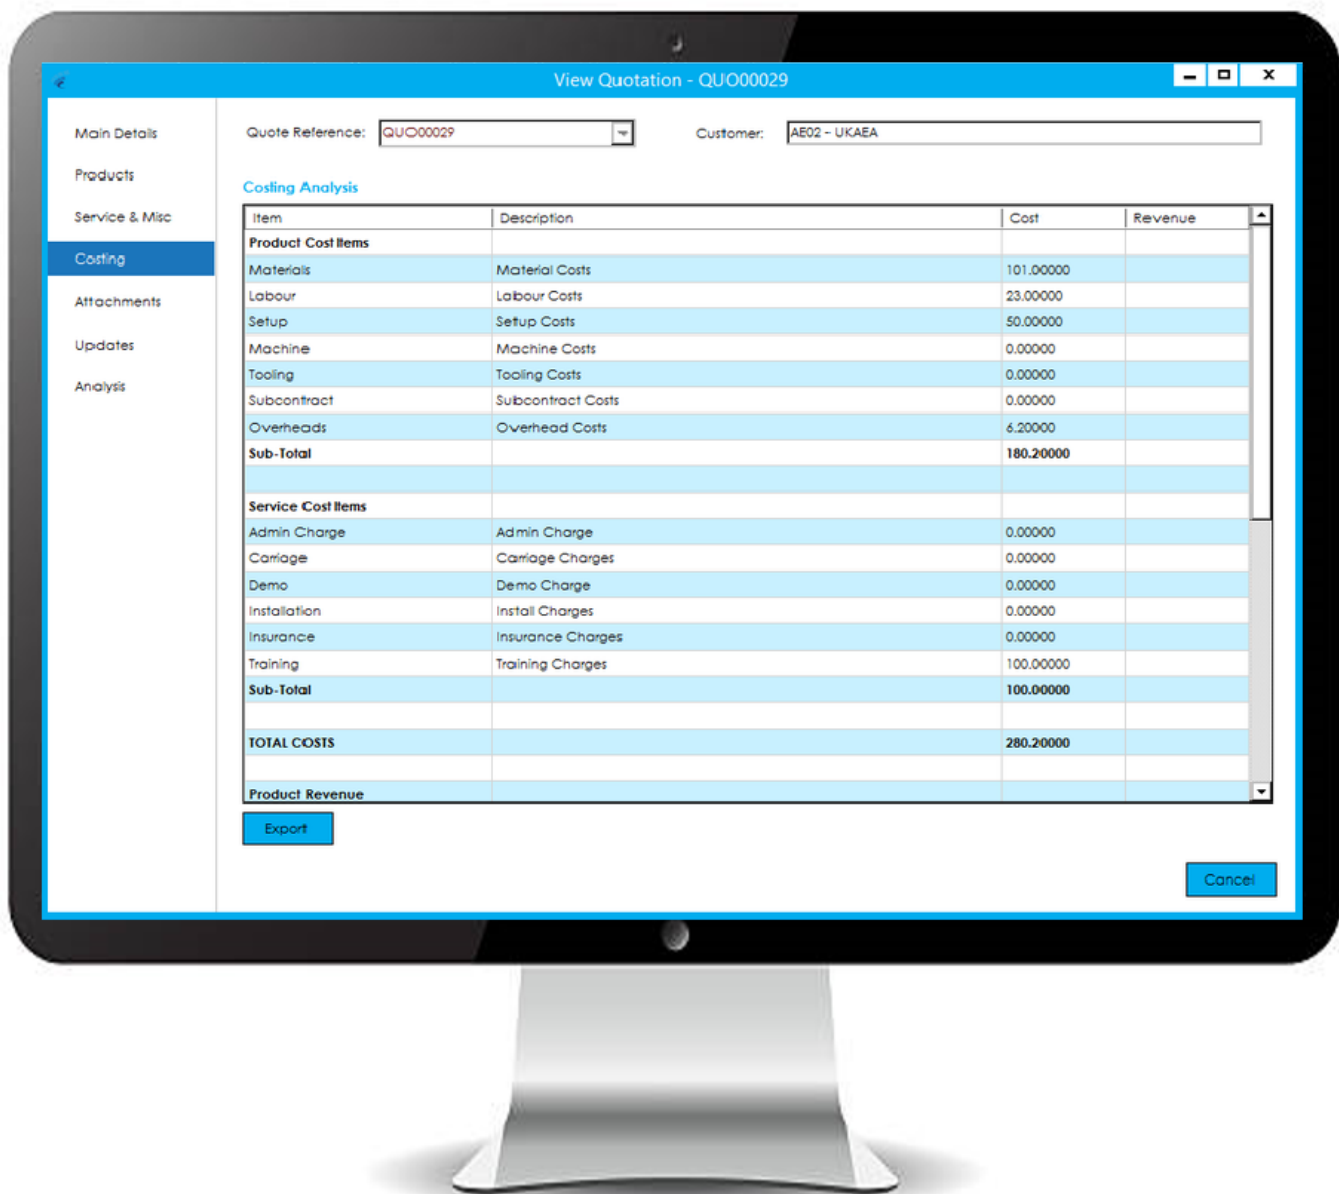 View Quotation - QUO00029
Main Details
Products
Service & Misc
Costing
Attachments
Updates
Analysis
Quote Reference: QUO00029 Customer: AE02 - UKAEA
Costing Analysis
Item Description Cost Revenue
Product Cost Items
Materials Material Costs 101.00000
Labour Labour Costs 23.00000
Setup Setup Costs 50.00000
Machine Machine Costs 0.00000
Tooling Tooling Costs 0.00000
Subcontract Subcontract Costs 0.00000
Overheads Overhead Costs 6.20000
Sub-Total 180.20000
Service Cost Items
Admin Charge Admin Charge 0.00000
Carriage Carriage Charges 0.00000
Demo Demo Charge 0.00000
Installation Install Charges 0.00000
Insurance Insurance Charges 0.00000
Training Training Charges 100.00000
Sub-Total 100.00000
TOTAL COSTS 280.20000
Product Revenue
Export
Cancel